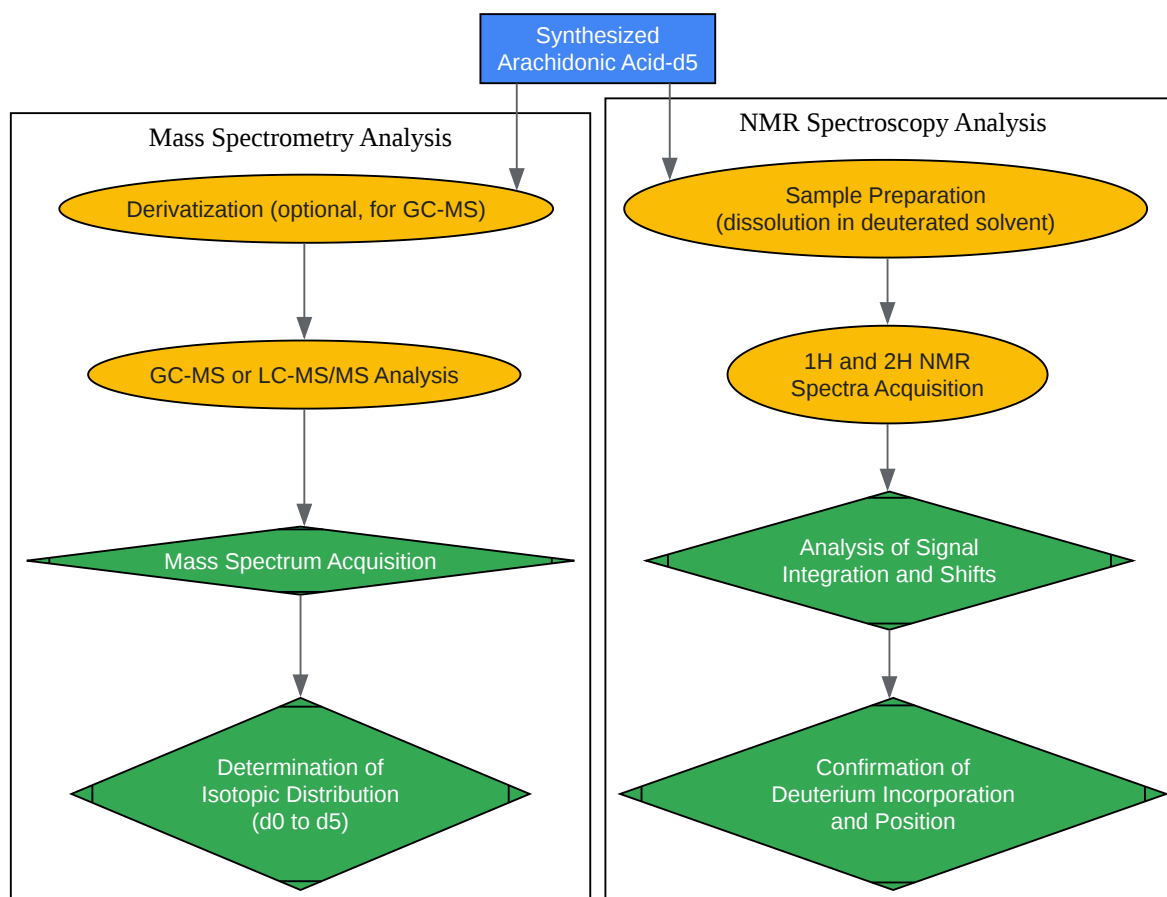 Synthesized
Arachidonic Acid-d5
Mass Spectrometry Analysis
Derivatization (optional, for GC-MS)
GC-MS or LC-MS/MS Analysis
Mass Spectrum Acquisition
Determination of
Isotopic Distribution
(d0 to d5)
NMR Spectroscopy Analysis
Sample Preparation
(dissolution in deuterated solvent)
1H and 2H NMR
Spectra Acquisition
Analysis of Signal
Integration and Shifts
Confirmation of
Deuterium Incorporation
and Position